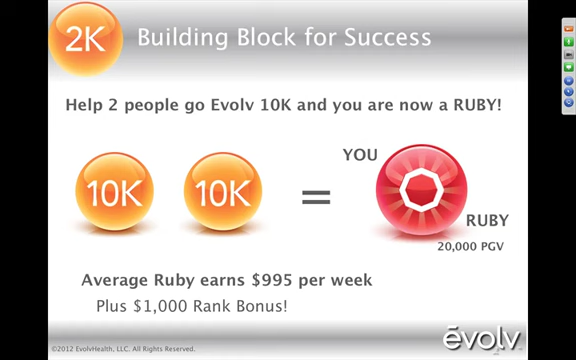 2K Building Block for Success
Help 2 people go Evolv 10K and you are now a RUBY!
YOU
10K 10K =
RUBY
20,000 PGV
Average Ruby earns $995 per week
Plus $1,000 Rank Bonus!
©2012 EvolvHealth, LLC. All Rights Reserved.
ēvolv